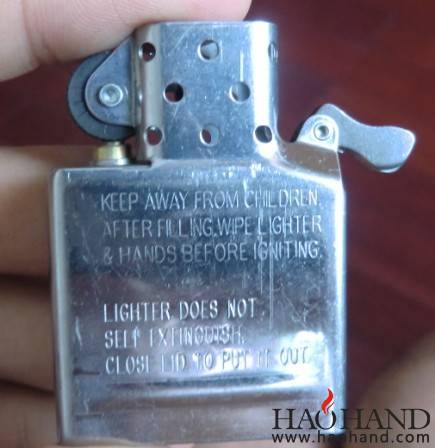 KEEP AWAY FROM CHILDREN.
AFTER FILLING, WIPE LIGHTER
& HANDS BEFORE IGNITING.
LIGHTER DOES NOT
SELF EXTINGUISH.
CLOSE LID TO PUT IT OUT.
HAOHAND
www.haohand.com